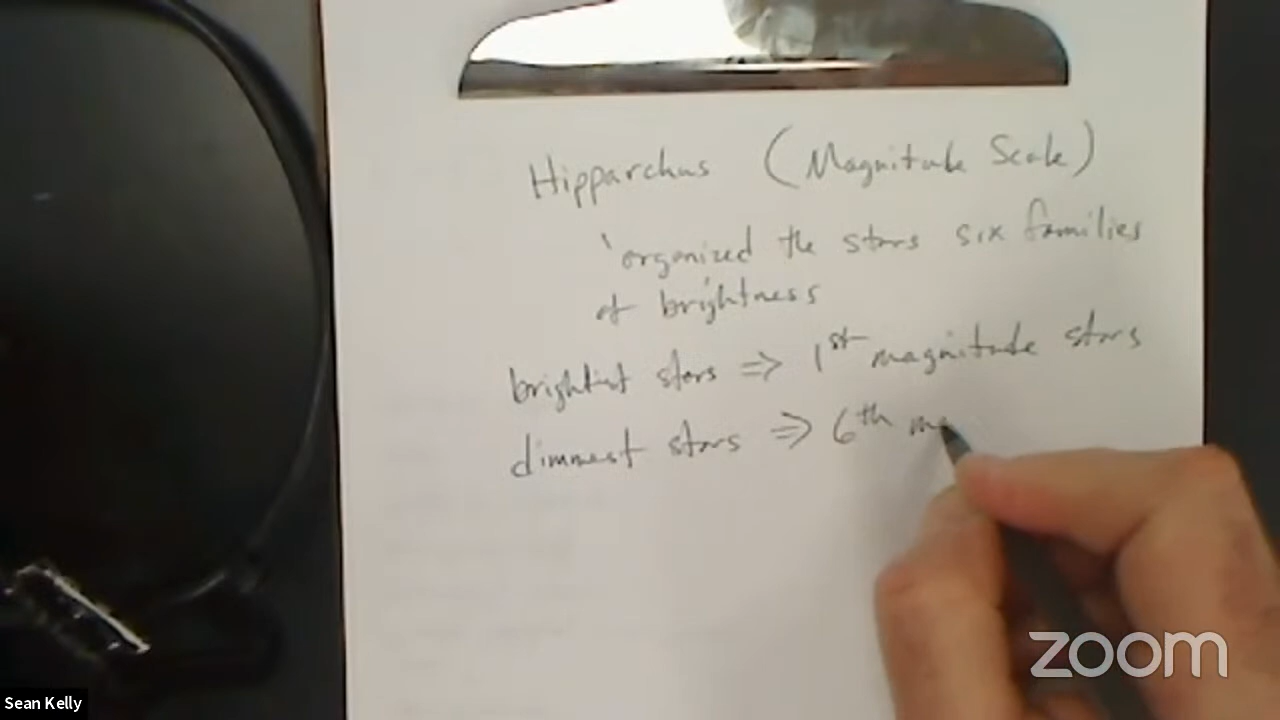 Hipparchus (Magnitude Scale)
'organized the stars six families
of brightness
brightest stars => 1st magnitude stars
dimmest stars => 6th ma
zoom
Sean Kelly